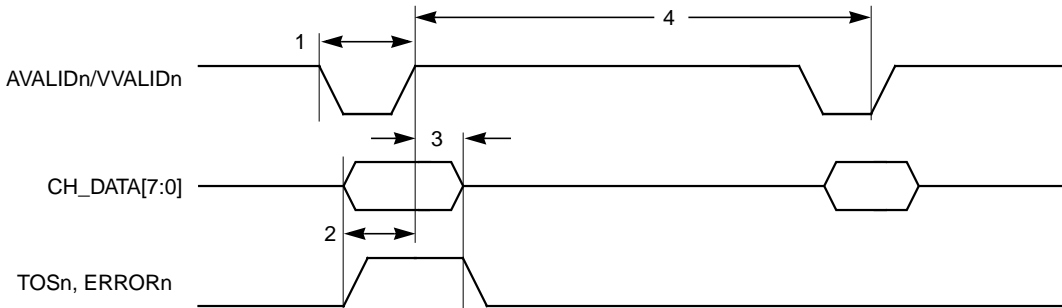 4
1
AVALIDn/VVALIDn
3
CH_DATA[7:0]
2
TOSn, ERRORn